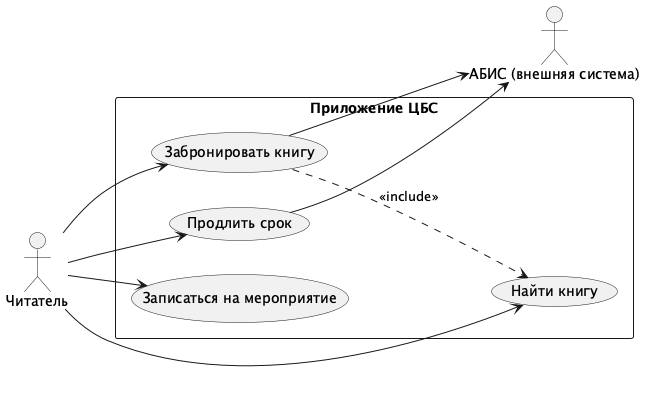 АБИС (внешняя система)
Приложение ЦБС
Забронировать книгу
«include»
Продлить срок
Читатель
Записаться на мероприятие
Найти книгу